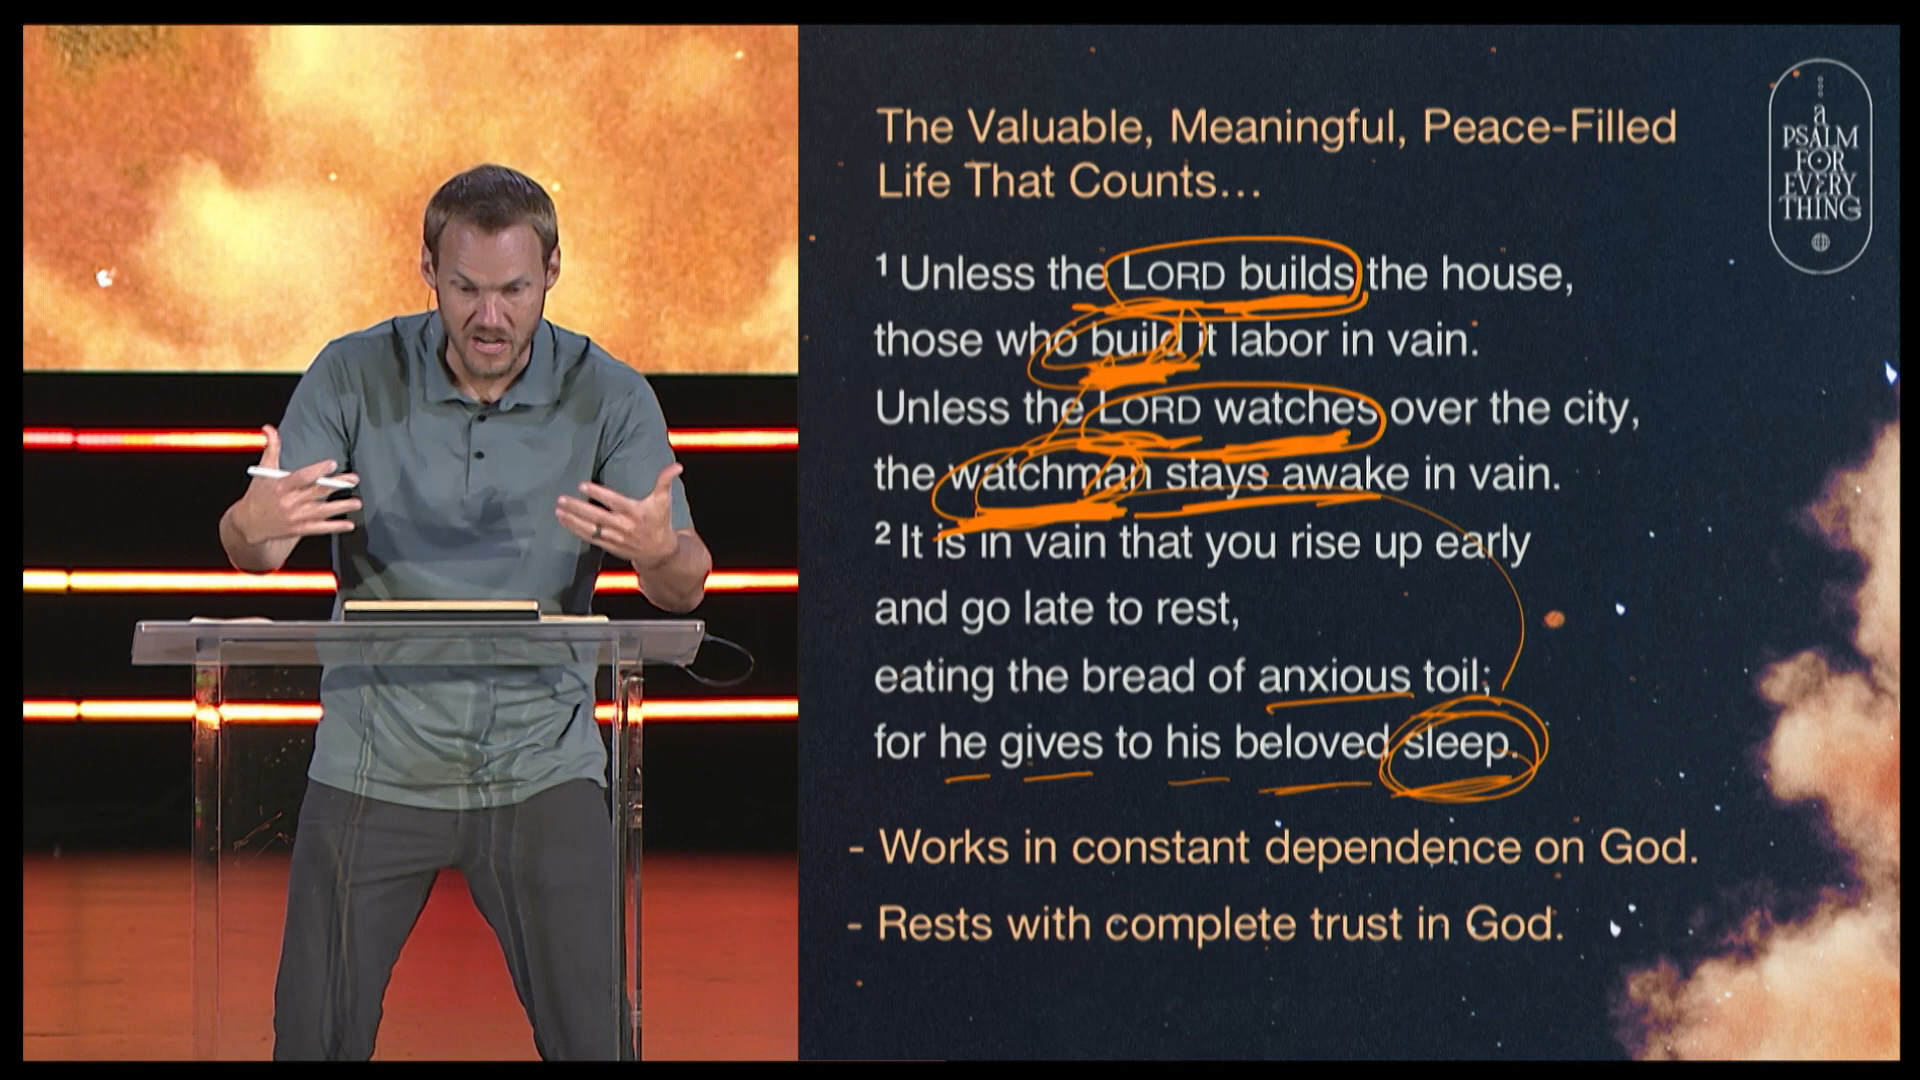 The Valuable, Meaningful, Peace-Filled
Life That Counts...
1 Unless the LORD builds the house,
those who build it labor in vain.
Unless the LORD watches over the city,
the watchman stays awake in vain.
2 It is in vain that you rise up early
and go late to rest,
eating the bread of anxious toil;
for he gives to his beloved sleep.
- Works in constant dependence on God.
- Rests with complete trust in God.
a
PSALM
FOR
EVERY
THING